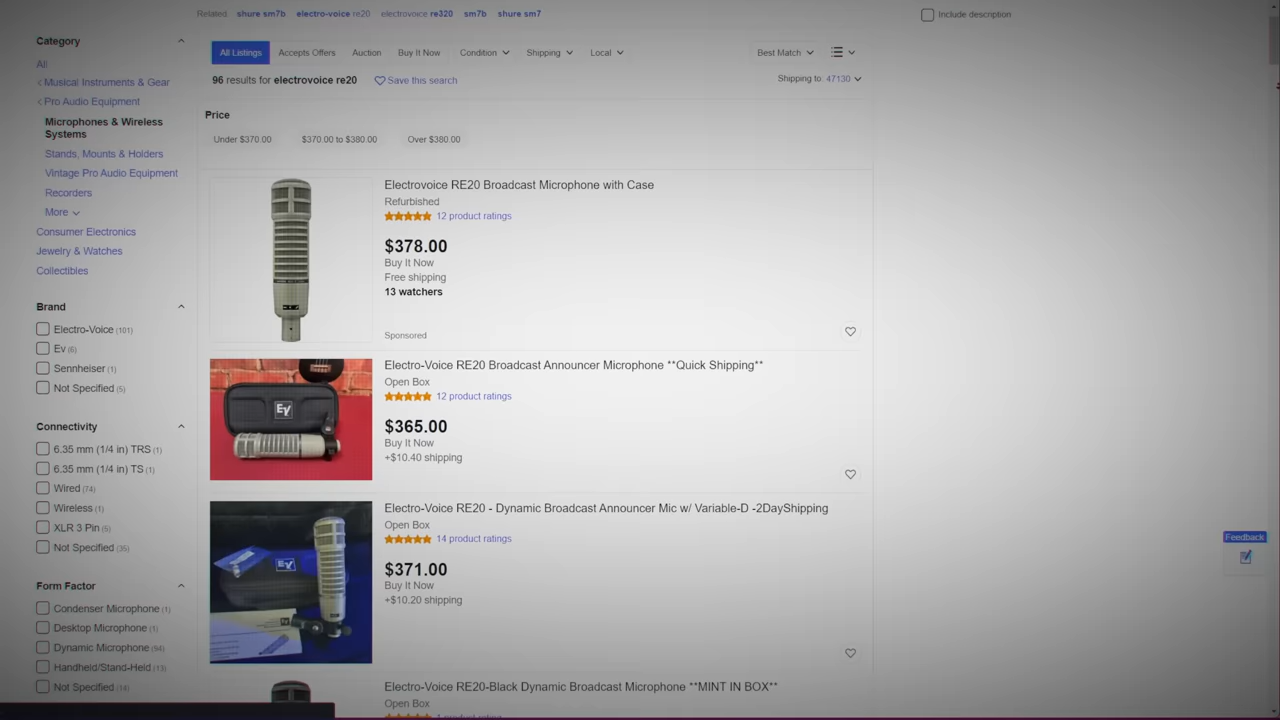 Related: shure sm7b electro-voice re20 electrovoice re320 sm7b shure sm7
Include description
Category
All
Musical Instruments & Gear
Pro Audio Equipment
Microphones & Wireless
Systems
Stands, Mounts & Holders
Vintage Pro Audio Equipment
Recorders
More
Consumer Electronics
Jewelry & Watches
Collectibles
Brand
Electro-Voice (101)
Ev (6)
Sennheiser (1)
Not Specified (5)
Connectivity
6.35 mm (1/4 in) TRS (1)
6.35 mm (1/4 in) TS (1)
Wired (74)
Wireless (1)
XLR 3 Pin (5)
Not Specified (35)
Form Factor
Condenser Microphone (1)
Desktop Microphone (1)
Dynamic Microphone (94)
Handheld/Stand-Held (13)
Not Specified (14)
All Listings Accepts Offers Auction Buy It Now Condition Shipping Local Best Match
96 results for electrovoice re20 Save this search Shipping to: 47130
Price
Under $370.00 $370.00 to $380.00 Over $380.00
Electrovoice RE20 Broadcast Microphone with Case
Refurbished
12 product ratings
$378.00
Buy It Now
Free shipping
13 watchers
Sponsored
Electro-Voice RE20 Broadcast Announcer Microphone **Quick Shipping**
Open Box
12 product ratings
$365.00
Buy It Now
+$10.40 shipping
EV
Electro-Voice RE20 - Dynamic Broadcast Announcer Mic w/ Variable-D -2DayShipping
Open Box
14 product ratings
$371.00
Buy It Now
+$10.20 shipping
EV
Electro-Voice RE20-Black Dynamic Broadcast Microphone **MINT IN BOX**
Open Box
1 product rating
Feedback